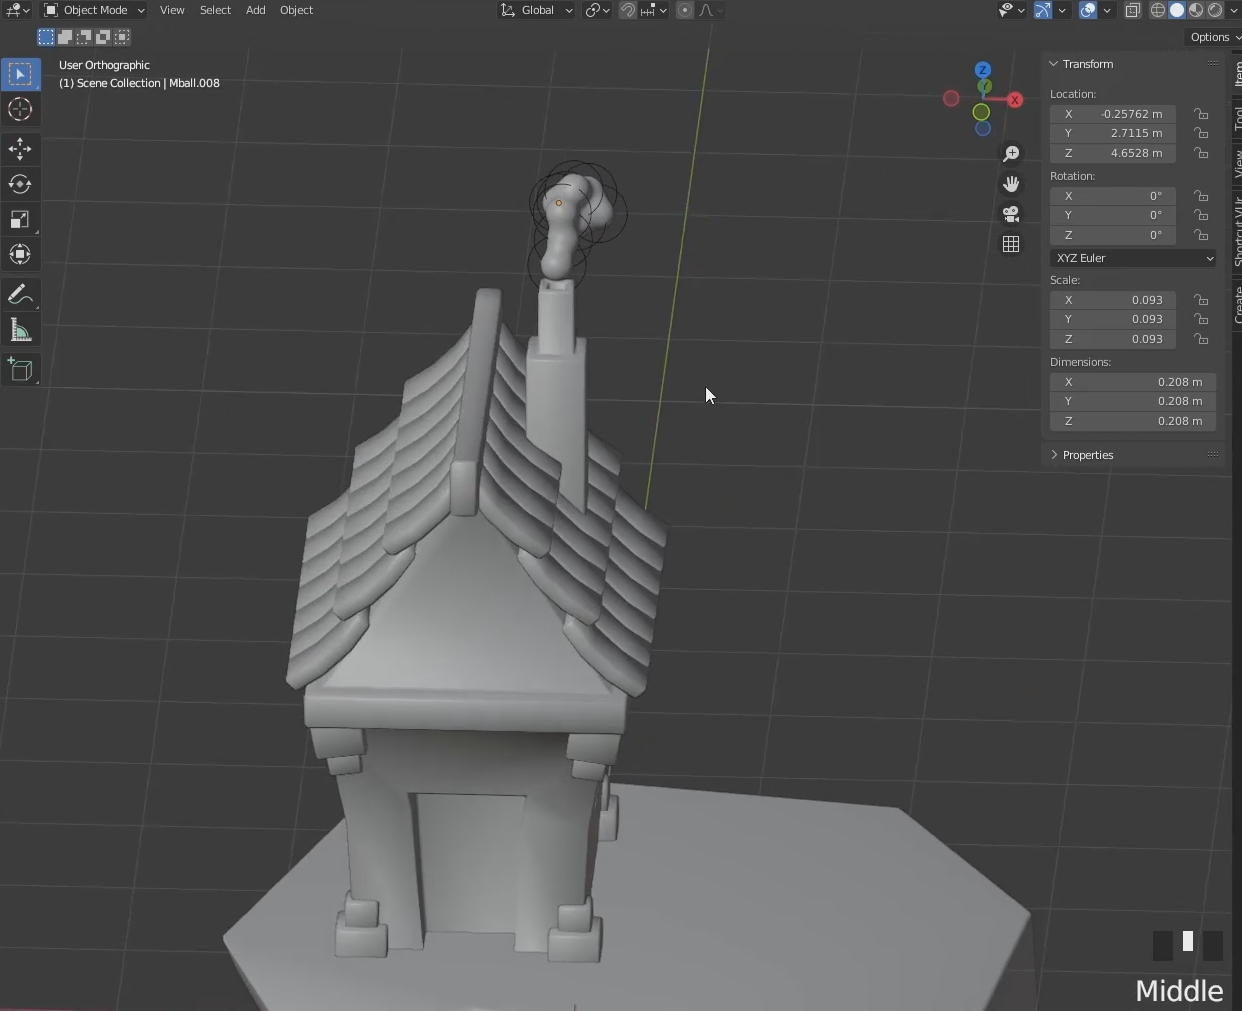 Object Mode View Select Add Object Global
Options
User Orthographic
(1) Scene Collection | Mball.008
Z
Y
X
Transform
Location:
X -0.25762 m
Y 2.7115 m
Z 4.6528 m
Rotation:
X 0°
Y 0°
Z 0°
XYZ Euler
Scale:
X 0.093
Y 0.093
Z 0.093
Dimensions:
X 0.208 m
Y 0.208 m
Z 0.208 m
Properties
Item
Tool
View
Shortcut VUr
Create
Middle